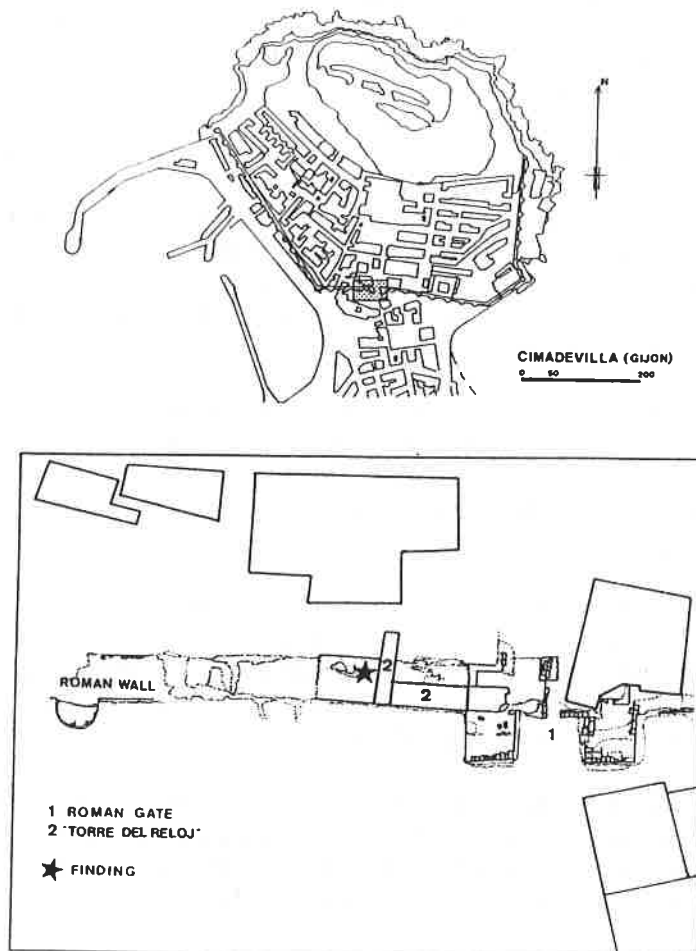 N
CIMADEVILLA (GIJON)
0 50 200
ROMAN WALL
2
2
1
1 ROMAN GATE
2 "TORRE DEL RELOJ"
FINDING